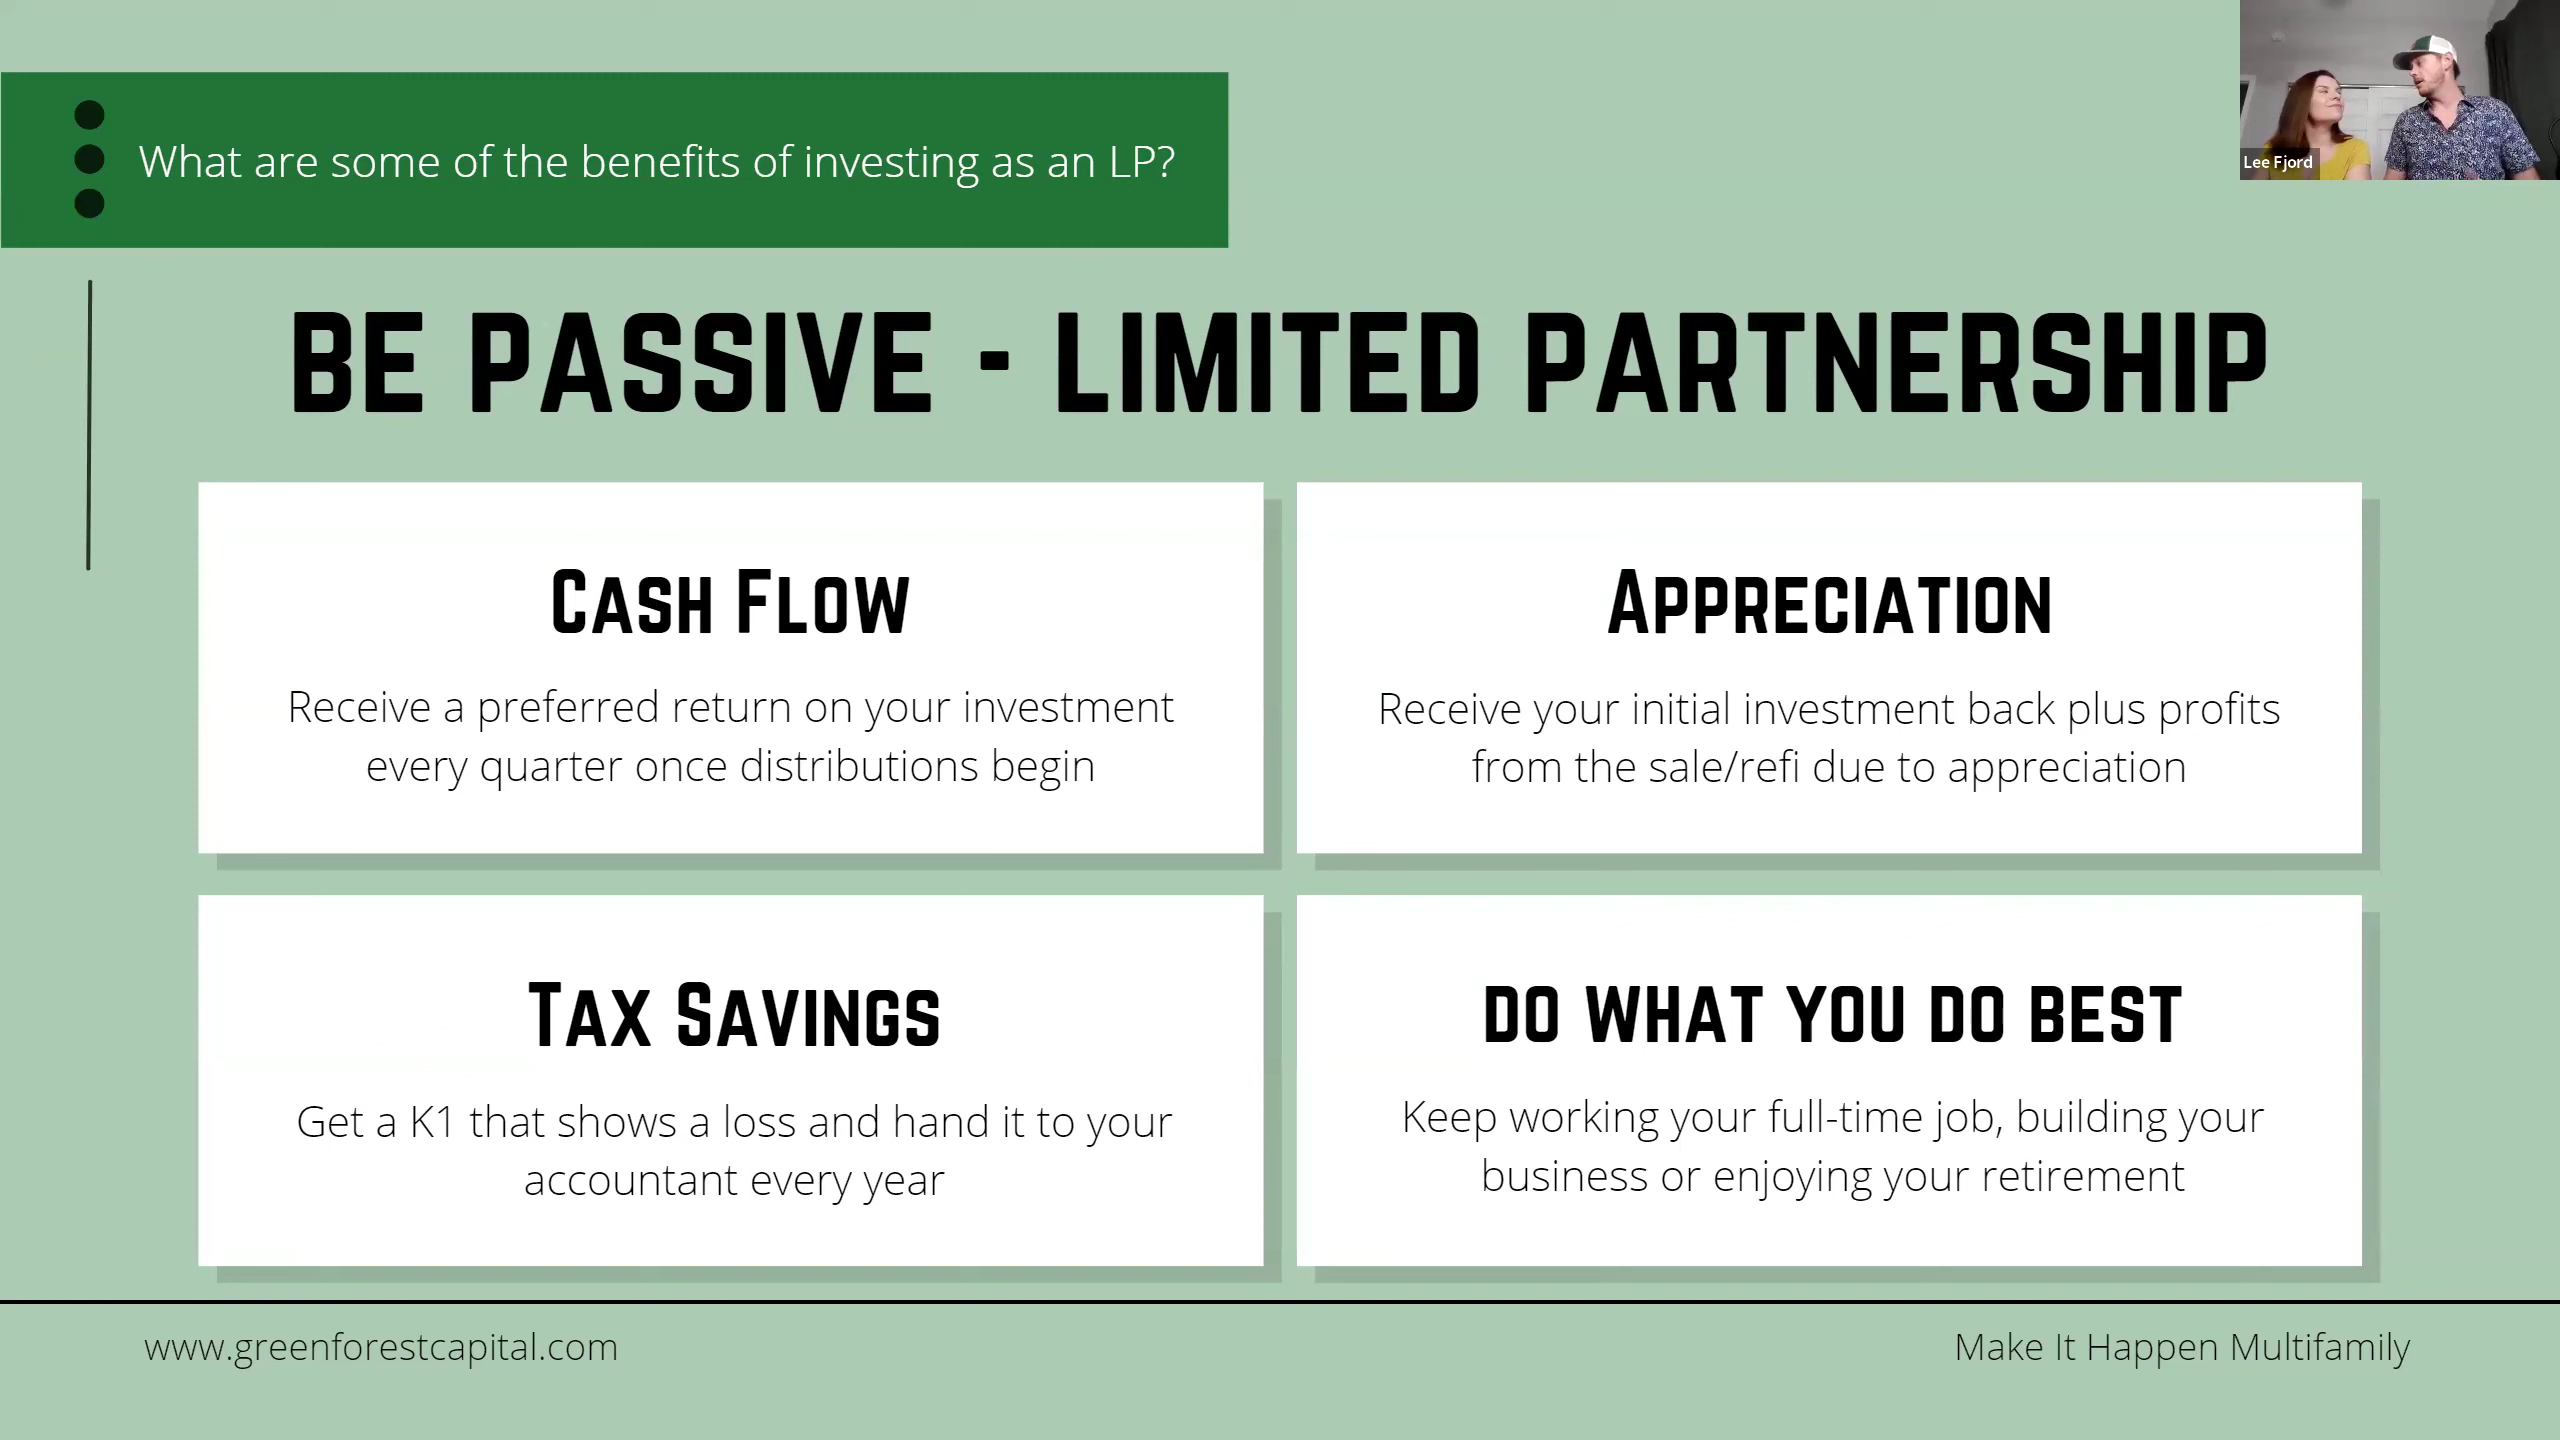 What are some of the benefits of investing as an LP?
Lee Fjord
BE PASSIVE - LIMITED PARTNERSHIP
CASH FLOW
Receive a preferred return on your investment
every quarter once distributions begin
APPRECIATION
Receive your initial investment back plus profits
from the sale/refi due to appreciation
TAX SAVINGS
Get a K1 that shows a loss and hand it to your
accountant every year
DO WHAT YOU DO BEST
Keep working your full-time job, building your
business or enjoying your retirement
www.greenforestcapital.com
Make It Happen Multifamily